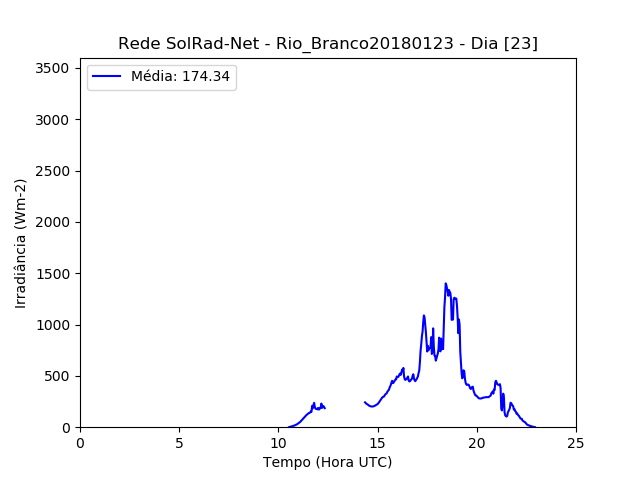 Rede SolRad-Net - Rio_Branco20180123 - Dia [23]
Média: 174.34
3500
3000
2500
2000
1500
1000
500
0
Irradiância (Wm-2)
0 5 10 15 20 25
Tempo (Hora UTC)